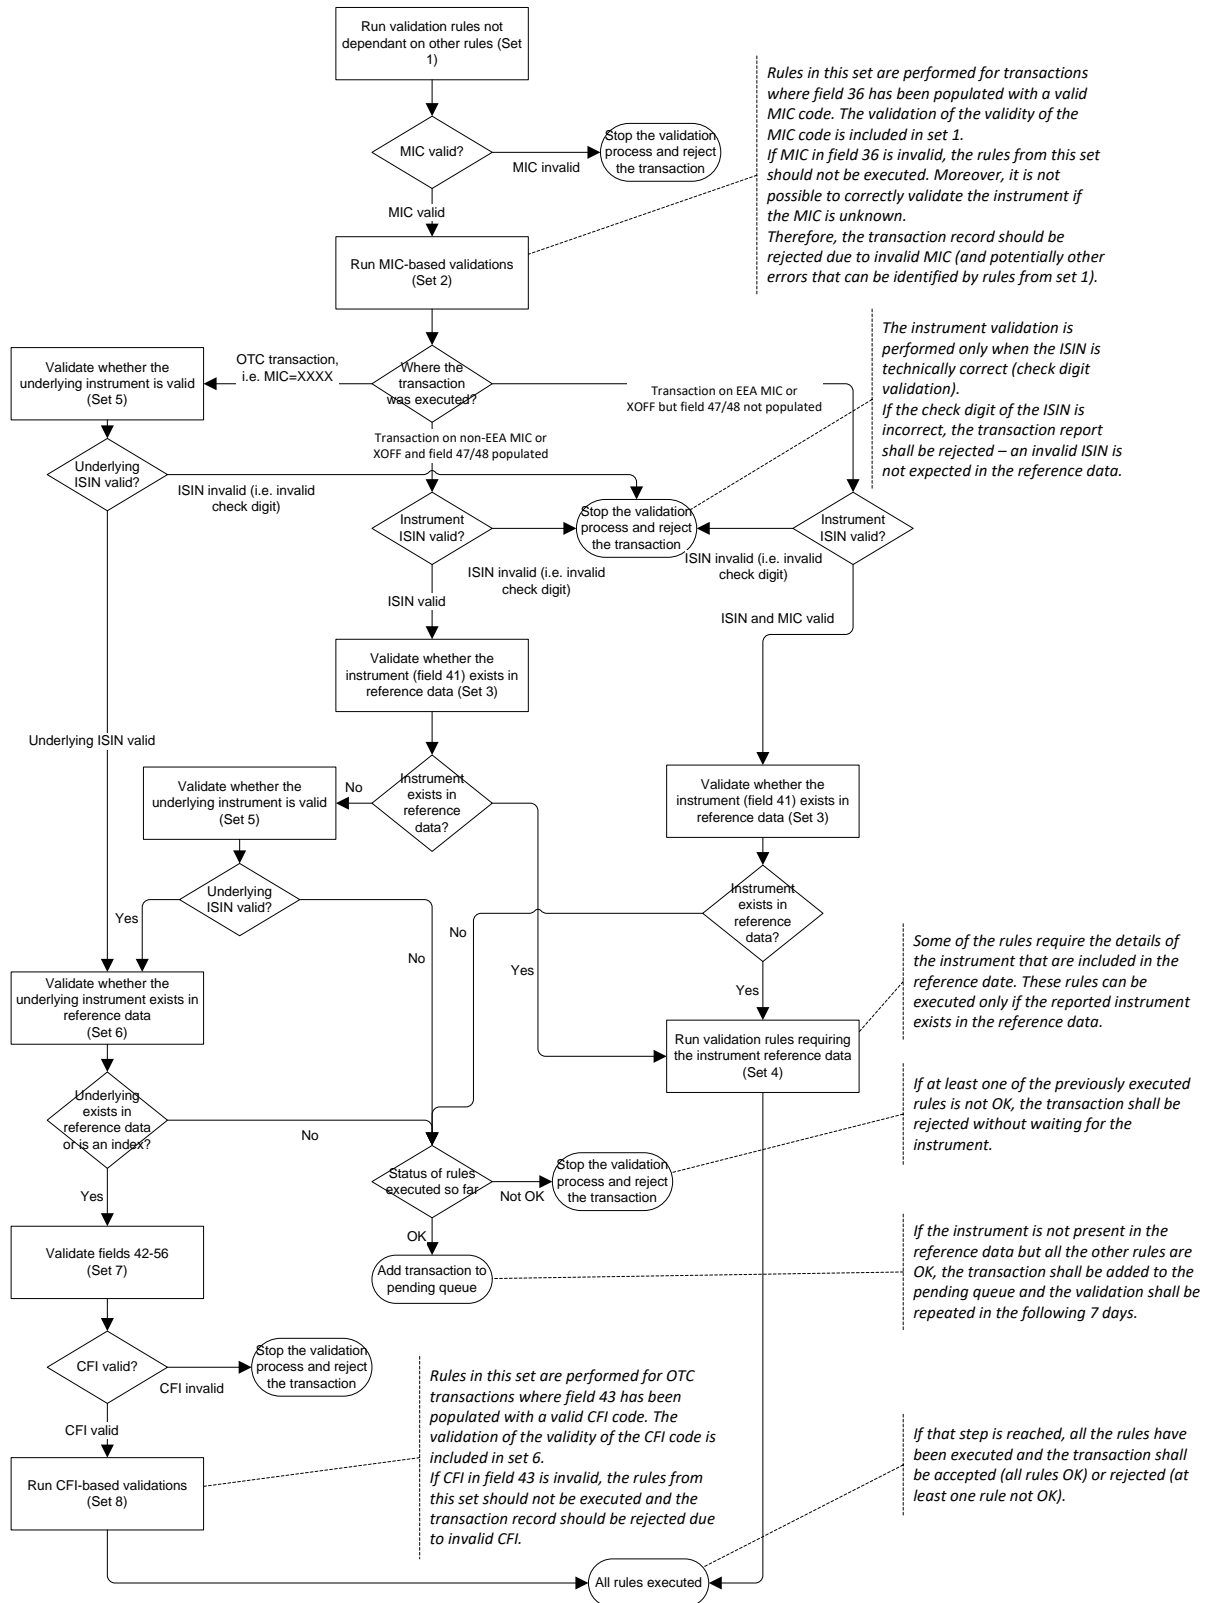 Run validation rules not
dependant on other rules (Set
1)
Rules in this set are performed for transactions
where field 36 has been populated with a valid
MIC code. The validation of the validity of the
MIC code is included in set 1.
If MIC in field 36 is invalid, the rules from this set
should not be executed. Moreover, it is not
possible to correctly validate the instrument if
the MIC is unknown.
Therefore, the transaction record should be
rejected due to invalid MIC (and potentially other
errors that can be identified by rules from set 1).
MIC valid?
MIC invalid
Stop the validation
process and reject
the transaction
MIC valid
Run MIC-based validations
(Set 2)
The instrument validation is
performed only when the ISIN is
technically correct (check digit
validation).
If the check digit of the ISIN is
incorrect, the transaction report
shall be rejected – an invalid ISIN is
not expected in the reference data.
Validate whether the
underlying instrument is valid
(Set 5)
OTC transaction,
i.e. MIC=XXXX
Where the
transaction
was executed?
Transaction on EEA MIC or
XOFF but field 47/48 not populated
Transaction on non-EEA MIC or
XOFF and field 47/48 populated
Underlying
ISIN valid?
ISIN invalid (i.e. invalid
check digit)
Instrument
ISIN valid?
ISIN invalid (i.e. invalid
check digit)
Stop the validation
process and reject
the transaction
ISIN invalid (i.e. invalid
check digit)
Instrument
ISIN valid?
ISIN valid
ISIN and MIC valid
Validate whether the
instrument (field 41) exists in
reference data (Set 3)
Underlying ISIN valid
Validate whether the
underlying instrument is valid
(Set 5)
No
Instrument
exists in
reference
data?
Validate whether the
instrument (field 41) exists in
reference data (Set 3)
Underlying
ISIN valid?
Yes
No
No
Yes
Instrument
exists in
reference
data?
Yes
Some of the rules require the details of
the instrument that are included in the
reference date. These rules can be
executed only if the reported instrument
exists in the reference data.
Validate whether the
underlying instrument exists in
reference data
(Set 6)
Run validation rules requiring
the instrument reference data
(Set 4)
Underlying
exists in
reference data
or is an index?
No
If at least one of the previously executed
rules is not OK, the transaction shall be
rejected without waiting for the
instrument.
Status of rules
executed so far
Not OK
Stop the validation
process and reject
the transaction
Yes
OK
Validate fields 42-56
(Set 7)
Add transaction to
pending queue
If the instrument is not present in the
reference data but all the other rules are
OK, the transaction shall be added to the
pending queue and the validation shall be
repeated in the following 7 days.
CFI valid?
CFI invalid
Stop the validation
process and reject
the transaction
CFI valid
Run CFI-based validations
(Set 8)
Rules in this set are performed for OTC
transactions where field 43 has been
populated with a valid CFI code. The
validation of the validity of the CFI code is
included in set 6.
If CFI in field 43 is invalid, the rules from
this set should not be executed and the
transaction record should be rejected due
to invalid CFI.
If that step is reached, all the rules have
been executed and the transaction shall
be accepted (all rules OK) or rejected (at
least one rule not OK).
All rules executed